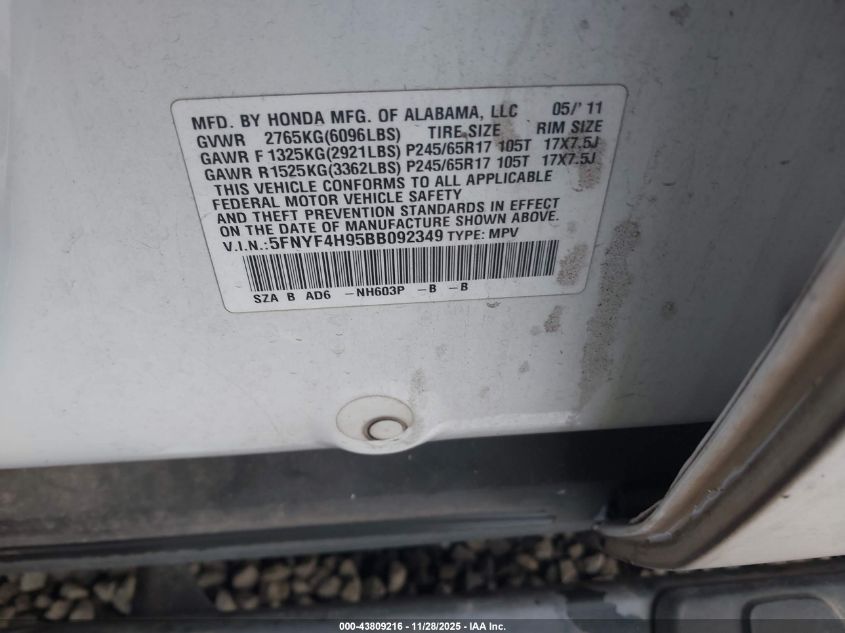 MFD. BY HONDA MFG. OF ALABAMA, LLC 05/'11
GVWR 2765KG(6096LBS) TIRE SIZE RIM SIZE
GAWR F1325KG(2921LBS) P245/65R17 105T 17X7.5J
GAWR R1525KG(3362LBS) P245/65R17 105T 17X7.5J
THIS VEHICLE CONFORMS TO ALL APPLICABLE
FEDERAL MOTOR VEHICLE SAFETY
AND THEFT PREVENTION STANDARDS IN EFFECT
ON THE DATE OF MANUFACTURE SHOWN ABOVE.
V.I.N.:5FNYF4H95BB092349 TYPE: MPV
SZA B AD6 -NH603P -B -B
000-43809216 - 11/28/2025 - IAA Inc.